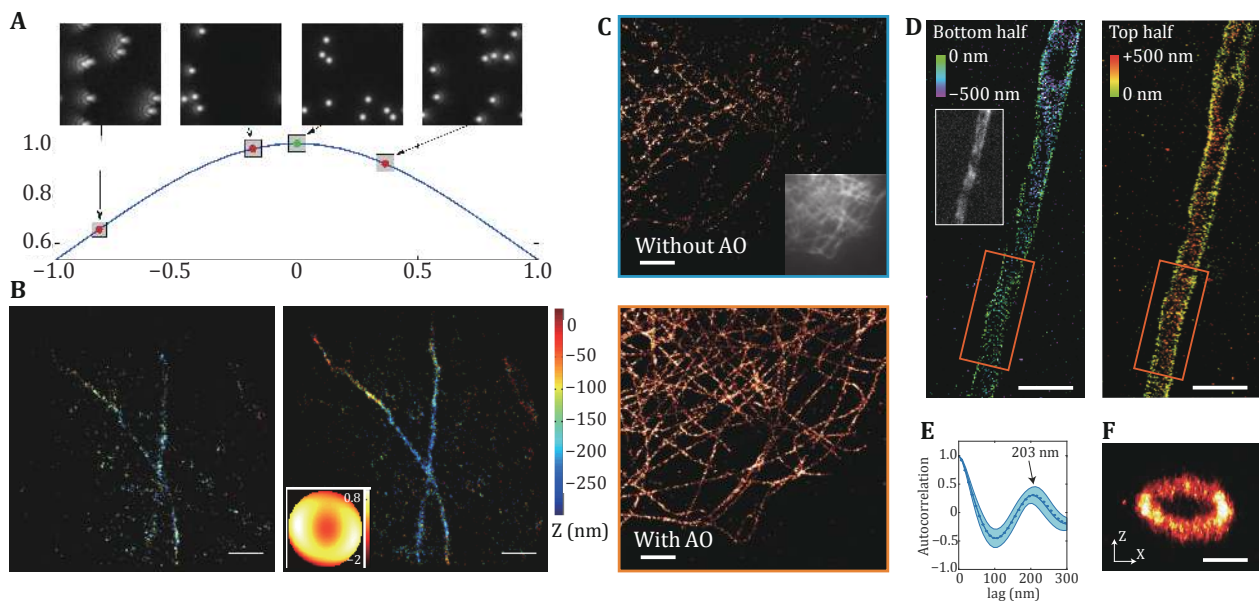 A
1.0
0.8
0.6
−1.0
−0.5
0
0.5
1.0
B
0.8
−2
0
−50
−100
−150
−200
−250
Z (nm)
C
Without AO
With AO
D
Bottom half
0 nm
−500 nm
Top half
+500 nm
0 nm
E
203 nm
Autocorrelation
1.0
0.5
0
−0.5
−1.0
0
100
200
300
lag (nm)
F
Z
X